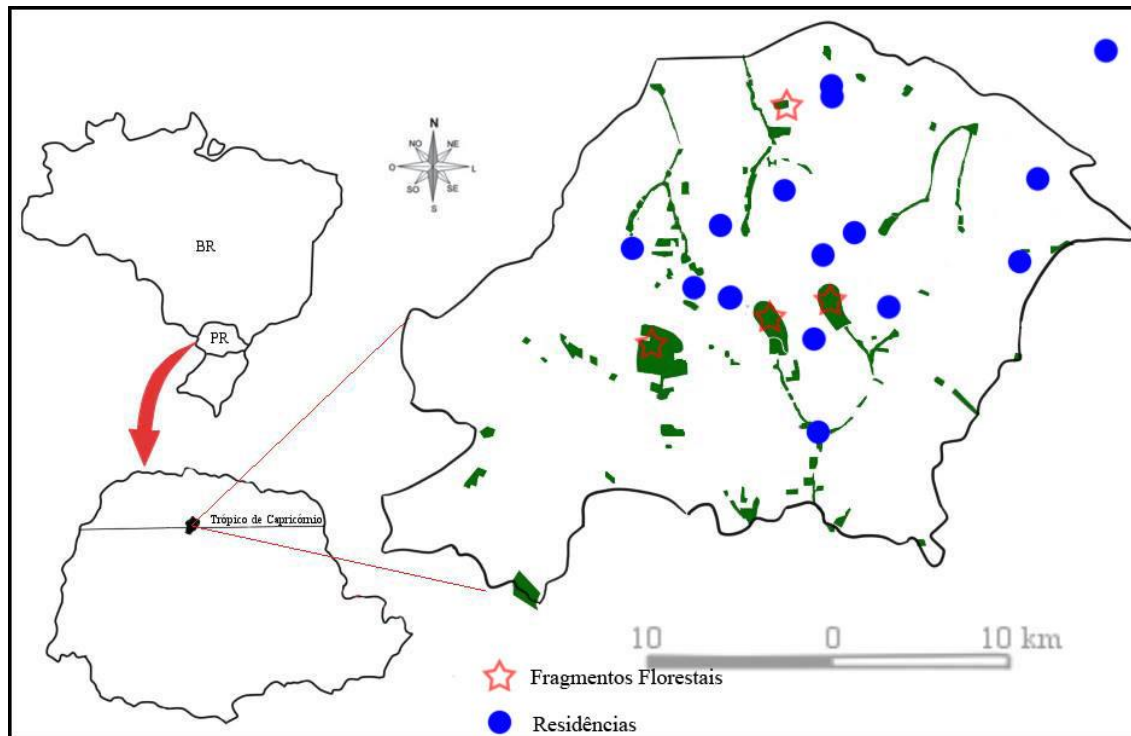 BR
PR
N
NO NE
O L
SO SE
S
Trópico de Capricórnio
10 0 10 km
Fragmentos Florestais
Residências